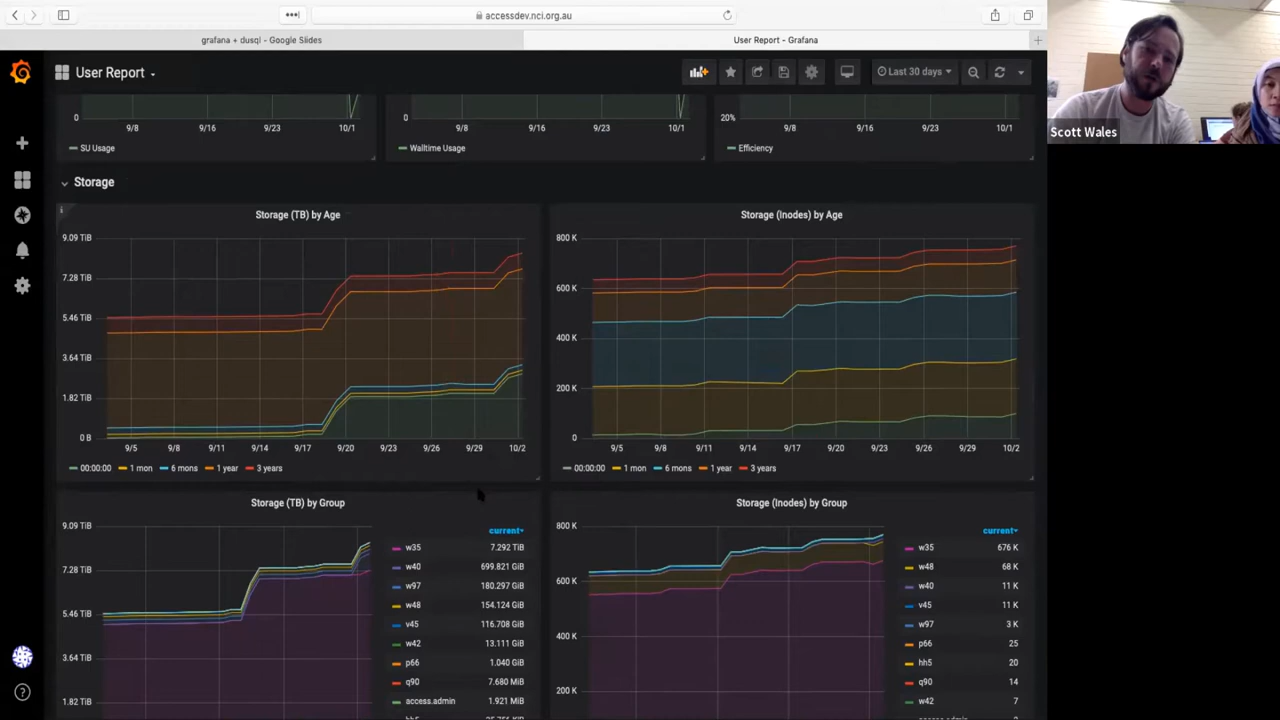 accessdev.nci.org.au
grafana + dusql - Google Slides
User Report - Grafana
User Report
Last 30 days
Scott Wales
0
9/8 9/16 9/23 10/1
SU Usage
0
9/8 9/16 9/23 10/1
Walltime Usage
20%
9/8 9/16 9/23 10/1
Efficiency
Storage
Storage (TB) by Age
9.09 TiB
7.28 TiB
5.46 TiB
3.64 TiB
1.82 TiB
0 B
9/5 9/8 9/11 9/14 9/17 9/20 9/23 9/26 9/29 10/2
00:00:00 1 mon 6 mons 1 year 3 years
Storage (Inodes) by Age
800 K
600 K
400 K
200 K
0
9/5 9/8 9/11 9/14 9/17 9/20 9/23 9/26 9/29 10/2
00:00:00 1 mon 6 mons 1 year 3 years
Storage (TB) by Group
9.09 TiB
7.28 TiB
5.46 TiB
3.64 TiB
1.82 TiB
current
w35 7.292 TiB
w40 699.821 GiB
w97 180.297 GiB
w48 154.124 GiB
v45 116.708 GiB
w42 13.111 GiB
p66 1.040 GiB
q90 7.680 MiB
access.admin 1.921 MiB
Storage (Inodes) by Group
800 K
600 K
400 K
200 K
current
w35 676 K
w48 68 K
w40 11 K
v45 11 K
w97 3 K
p66 25
hh5 20
q90 14
w42 7